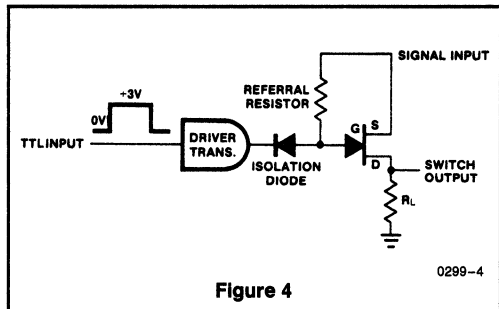 +3V
0V
TTLINPUT
DRIVER
TRANS.
ISOLATION
DIODE
REFERRAL
RESISTOR
SIGNAL INPUT
G
S
D
SWITCH
OUTPUT
RL
0299-4
Figure 4